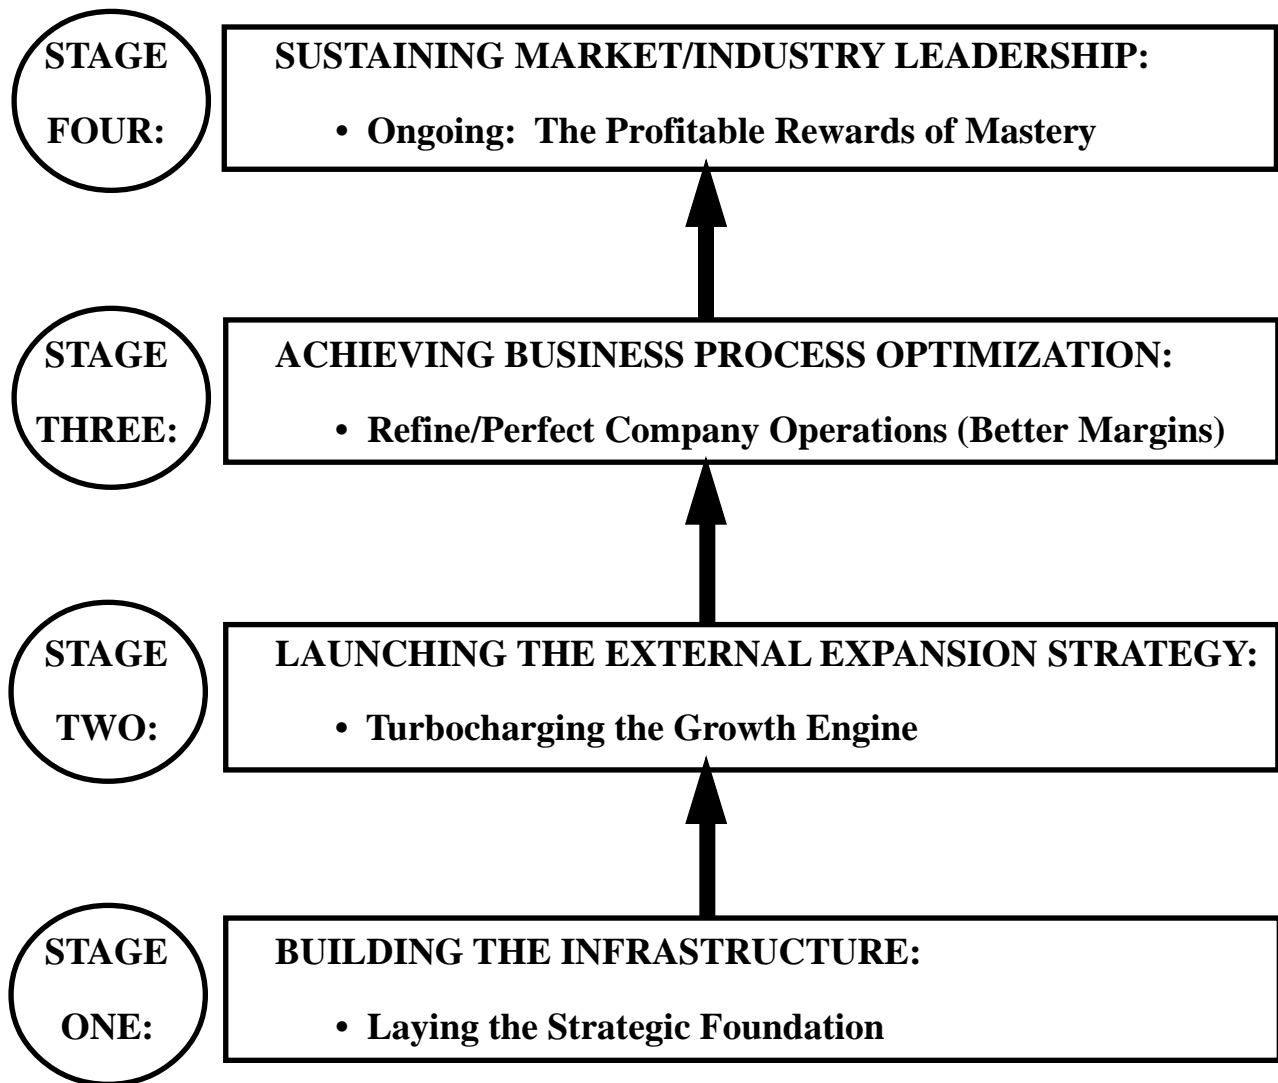 STAGE
FOUR:
SUSTAINING MARKET/INDUSTRY LEADERSHIP:
• Ongoing:  The Profitable Rewards of Mastery
STAGE
THREE:
ACHIEVING BUSINESS PROCESS OPTIMIZATION:
• Refine/Perfect Company Operations (Better Margins)
STAGE
TWO:
LAUNCHING THE EXTERNAL EXPANSION STRATEGY:
• Turbocharging the Growth Engine
STAGE
ONE:
BUILDING THE INFRASTRUCTURE:
• Laying the Strategic Foundation